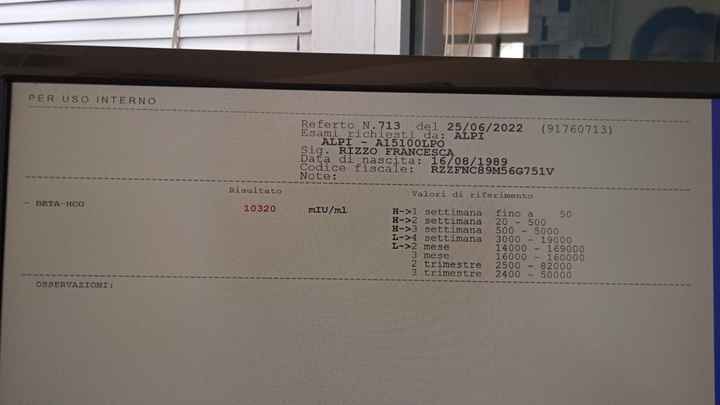 PER USO INTERNO
Referto N.713 del 25/06/2022 (91760713)
Esami richiesti da: ALPI
ALPI - A15100LPO
Sig. RIZZO FRANCESCA
Data di nascita: 16/08/1989
Codice fiscale: RZZFNC89M56G751V
Note:
Risultato Valori di riferimento
- BETA-HCG 10320 mIU/ml H->1 settimana fino a 50
H->2 settimana 20 - 500
H->3 settimana 500 - 5000
L->4 settimana 3000 - 19000
L->2 mese 14000 - 169000
3 mese 16000 - 160000
2 trimestre 2500 - 82000
3 trimestre 2400 - 50000
OSSERVAZIONI: